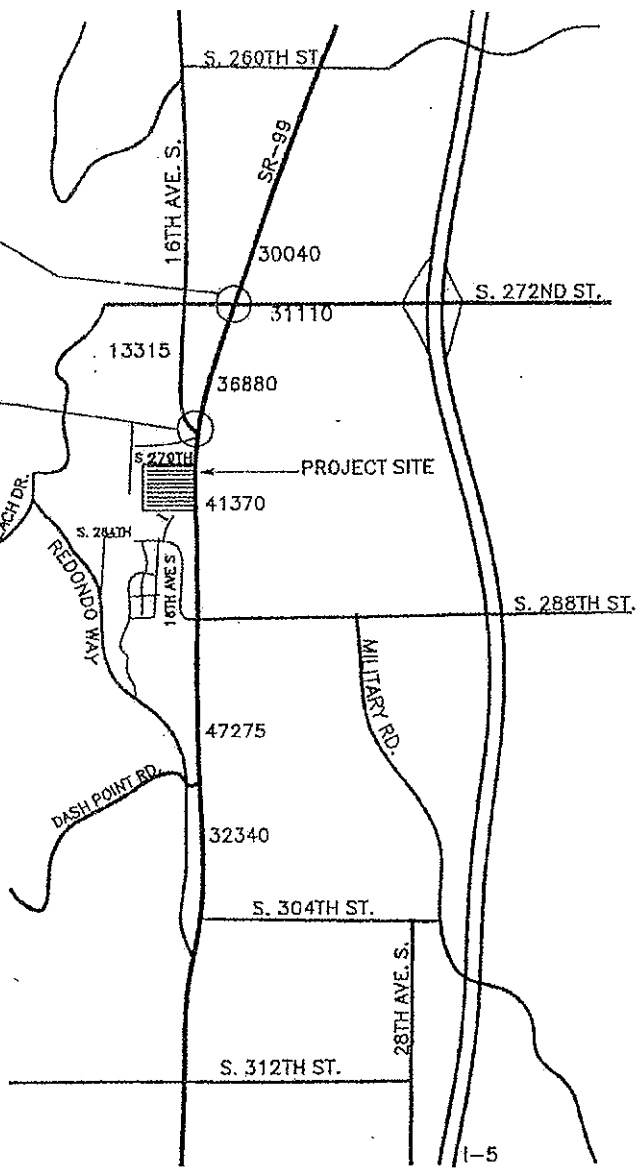 S. 260TH ST.
16TH AVE. S.
SR-99
30040
S. 272ND ST.
31110
13315
36880
S 279TH
PROJECT SITE
41370
ACH DR.
S. 284TH
REDONDO WAY
16TH AVE S
S. 288TH ST.
MILITARY RD.
47275
DASH POINT RD.
32340
S. 304TH ST.
28TH AVE. S.
S. 312TH ST.
I-5